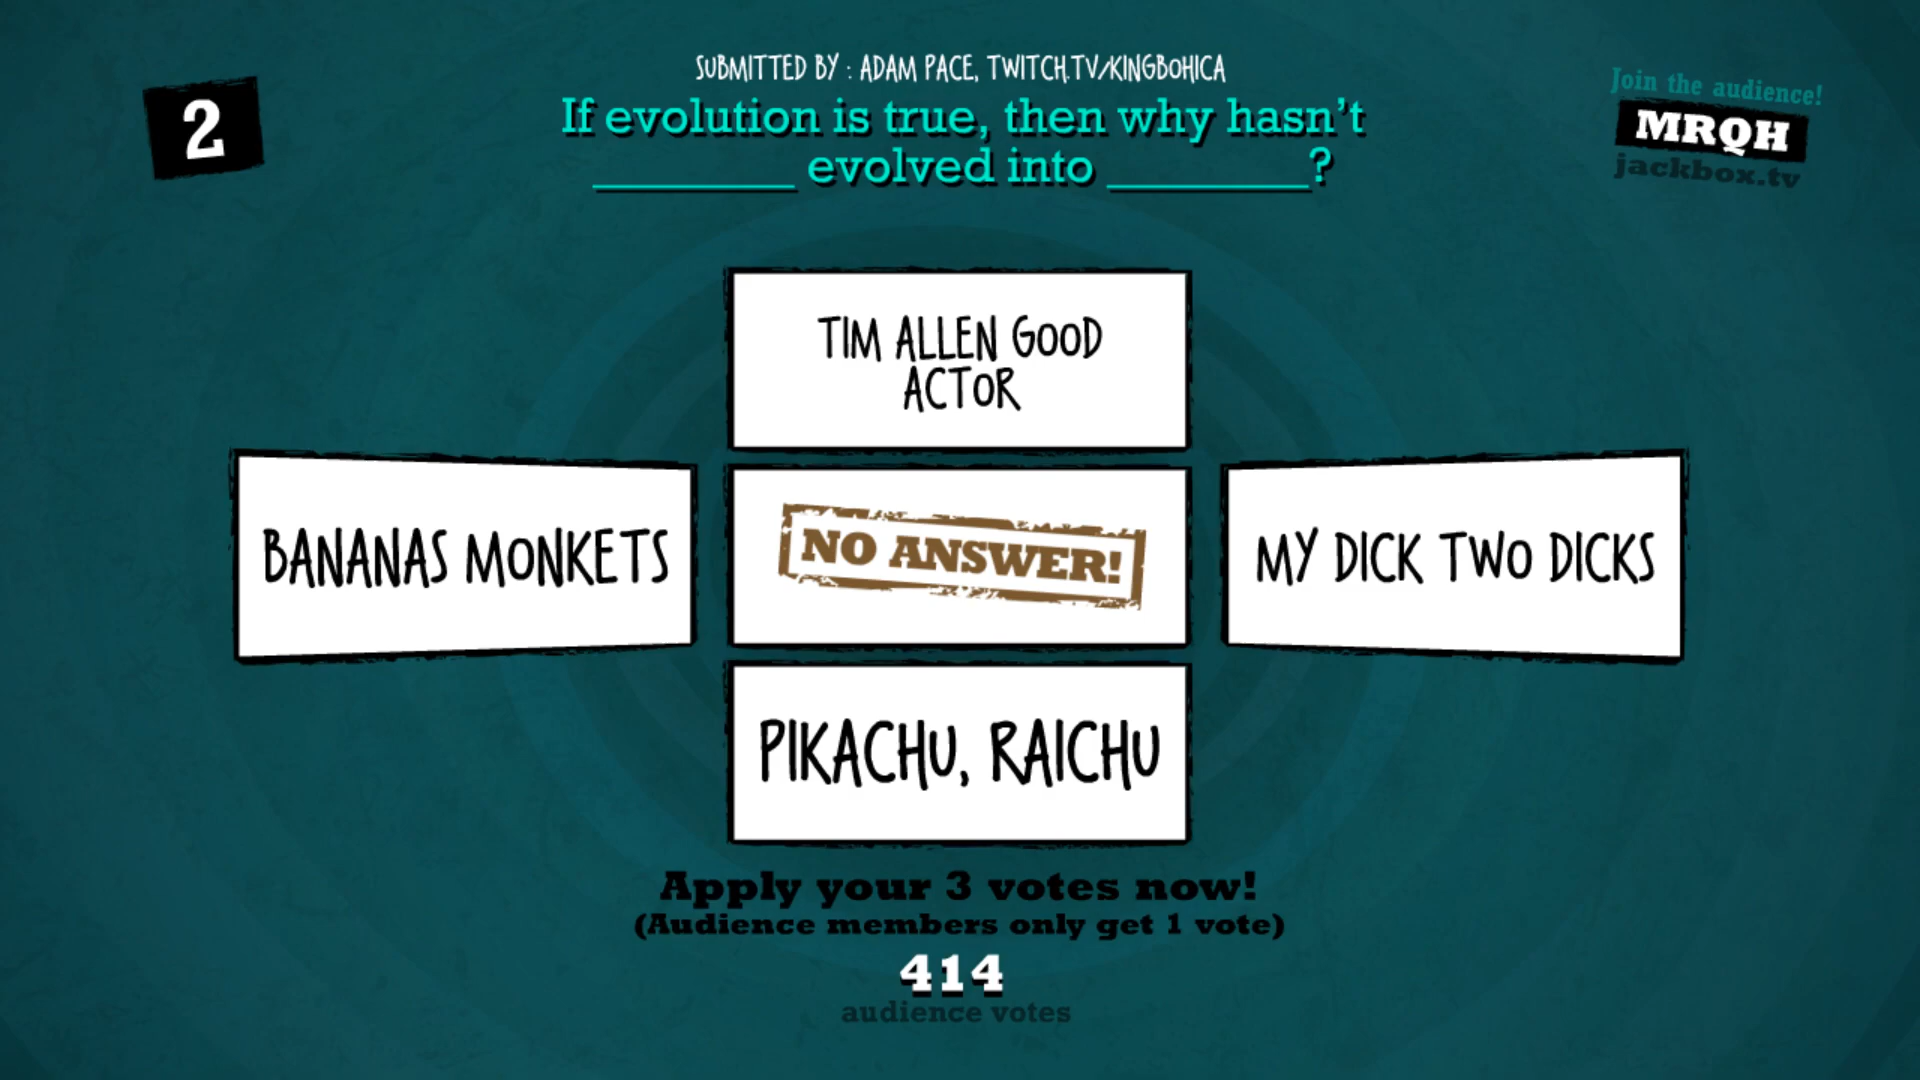 SUBMITTED BY : ADAM PACE, TWITCH.TV/KINGBOHICA
If evolution is true, then why hasn't
________ evolved into ________?
2
Join the audience!
MRQH
jackbox.tv
TIM ALLEN GOOD
ACTOR
BANANAS MONKETS
NO ANSWER!
MY DICK TWO DICKS
PIKACHU, RAICHU
Apply your 3 votes now!
(Audience members only get 1 vote)
414
audience votes